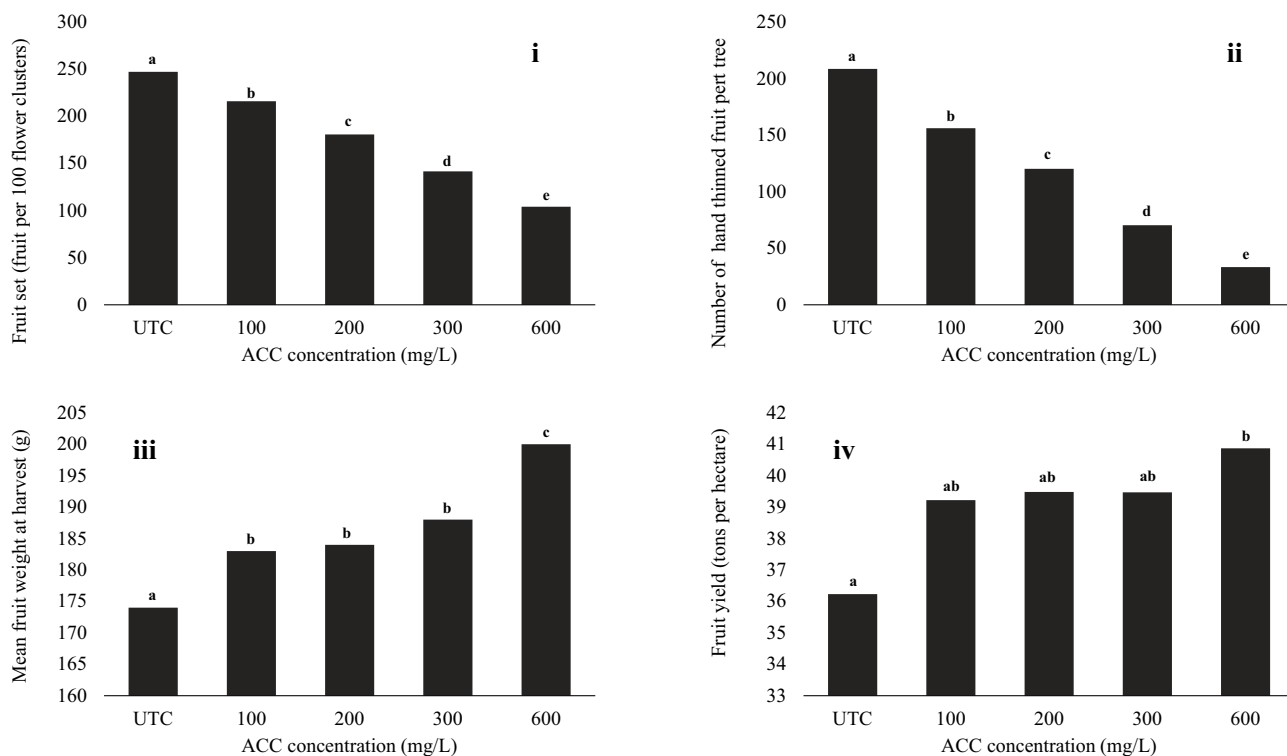 Fruit set (fruit per 100 flower clusters)
300
250
200
150
100
50
0
i
a
b
c
d
e
UTC 100 200 300 600
ACC concentration (mg/L)
Number of hand thinned fruit pert tree
250
200
150
100
50
0
ii
a
b
c
d
e
UTC 100 200 300 600
ACC concentration (mg/L)
Mean fruit weight at harvest (g)
205
200
195
190
185
180
175
170
165
160
iii
a
b
b
b
c
UTC 100 200 300 600
ACC concentration (mg/L)
Fruit yield (tons per hectare)
42
41
40
39
38
37
36
35
34
33
iv
a
ab
ab
ab
b
UTC 100 200 300 600
ACC concentration (mg/L)